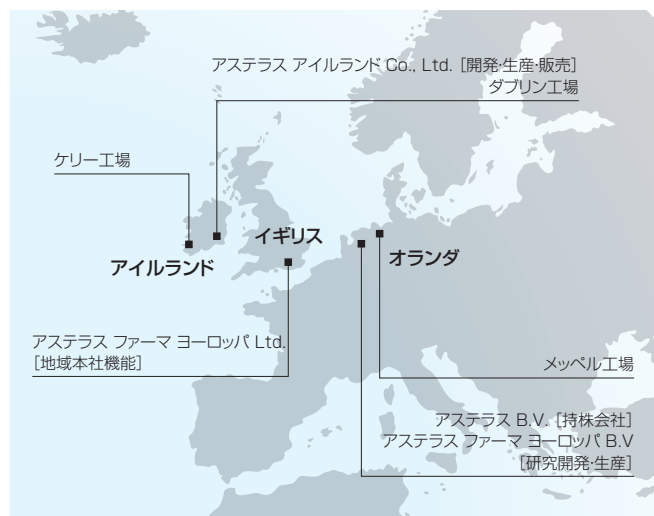 アステラス アイルランド Co., Ltd. [開発・生産・販売]
ダブリン工場
ケリー工場
イギリス
アイルランド
オランダ
アステラス ファーマ ヨーロッパ Ltd.
[地域本社機能]
メッペル工場
アステラス B.V. [持株会社]
アステラス ファーマ ヨーロッパ B.V
[研究開発・生産]